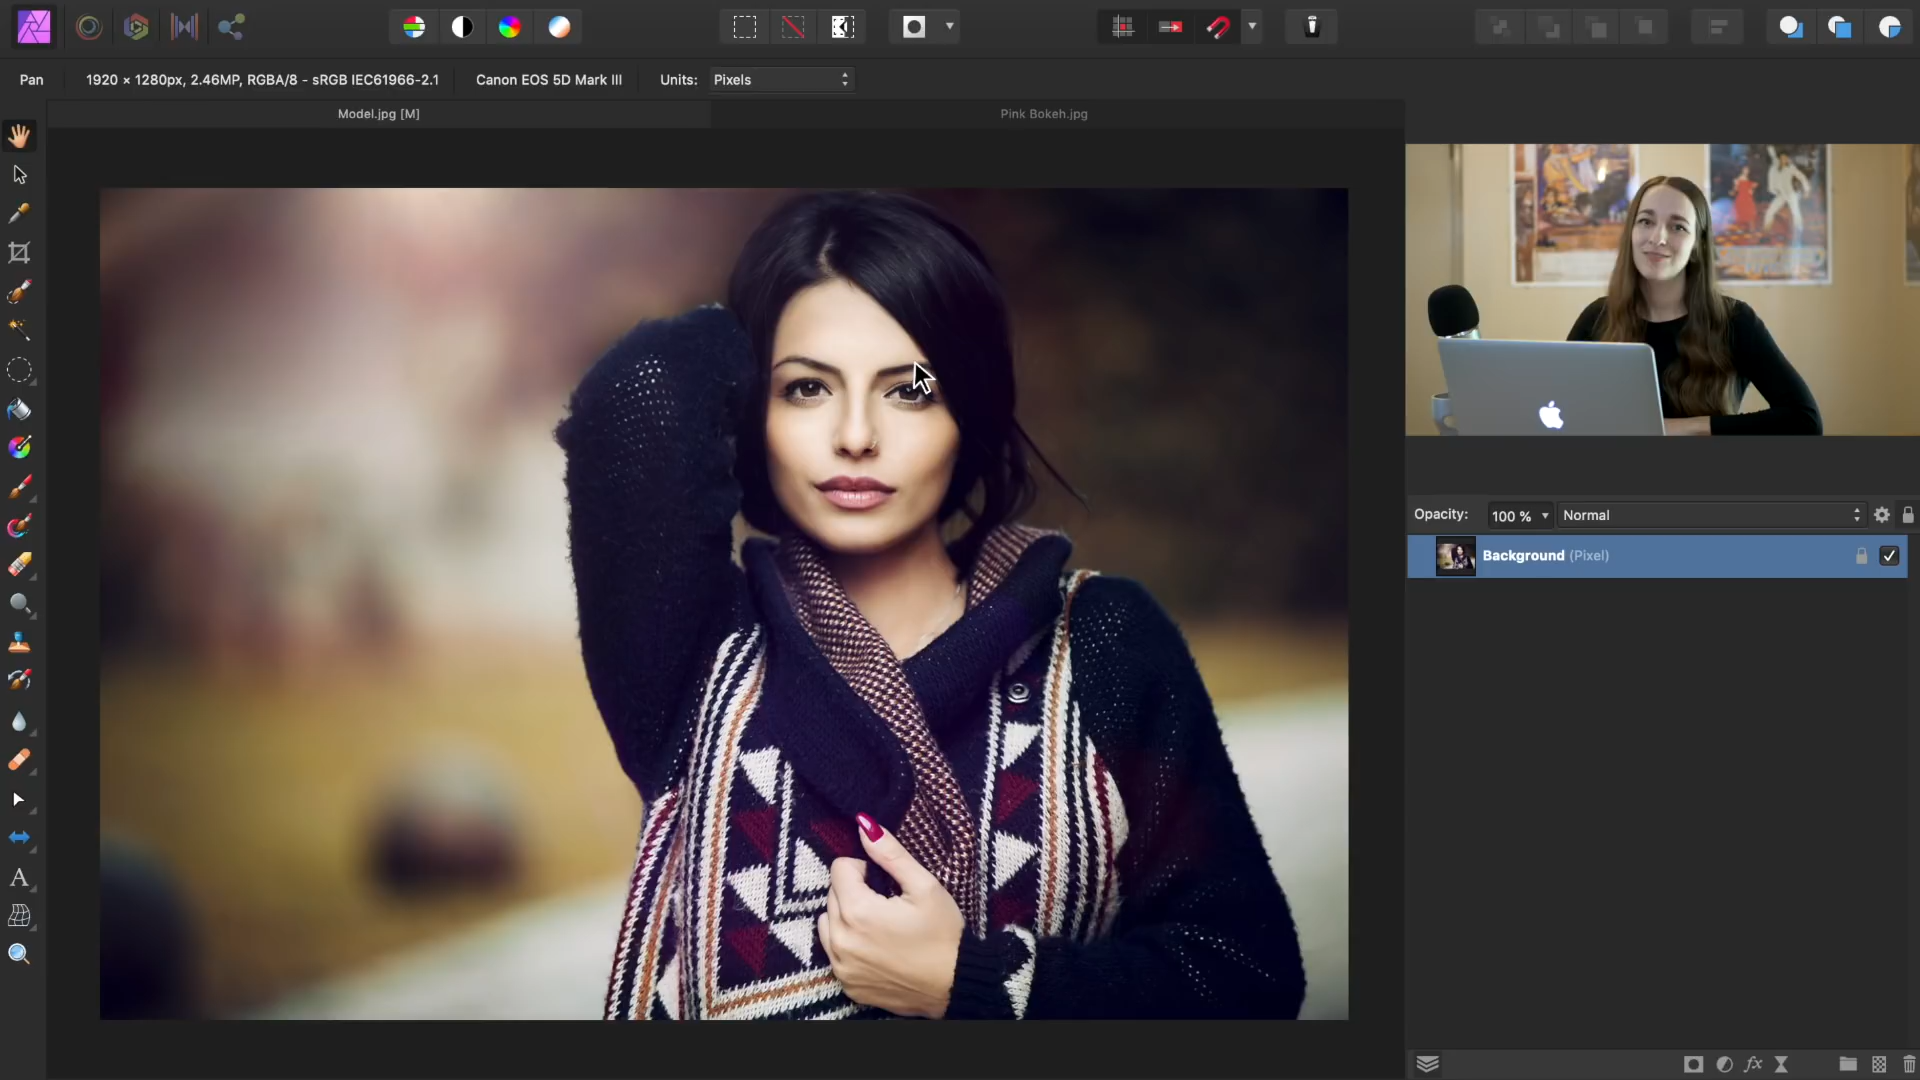 Pan
1920 × 1280px, 2.46MP, RGBA/8 - sRGB IEC61966-2.1
Canon EOS 5D Mark III
Units:
Pixels
Model.jpg [M]
Pink Bokeh.jpg
Opacity:
100 %
Normal
Background (Pixel)
A
fx